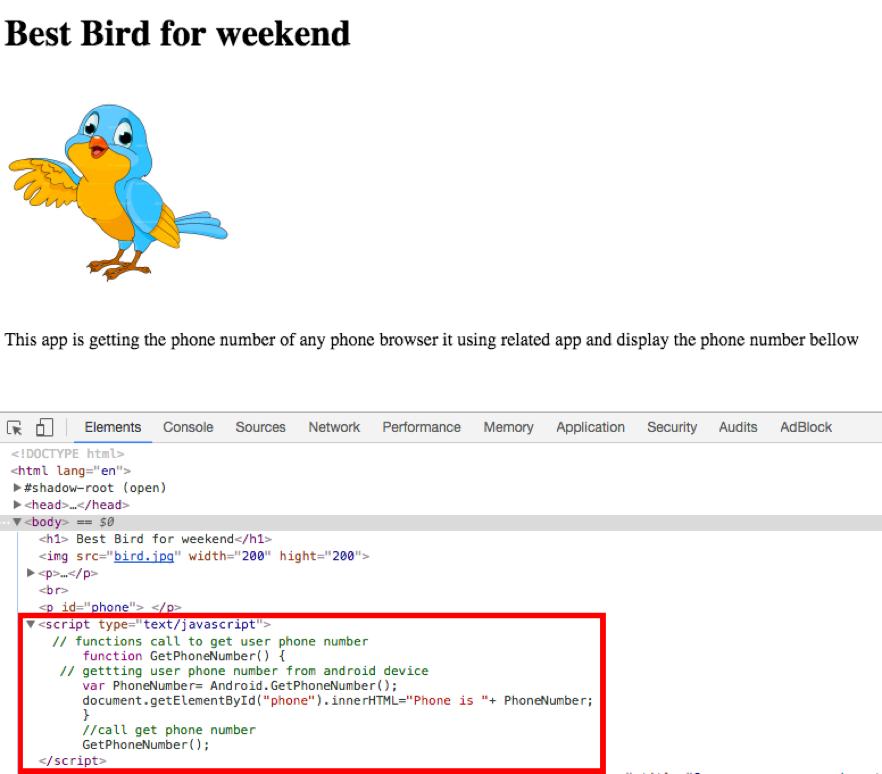 Best Bird for weekend
This app is getting the phone number of any phone browser it using related app and display the phone number bellow
Elements Console Sources Network Performance Memory Application Security Audits AdBlock
<!DOCTYPE html>
<html lang="en">
▶#shadow-root (open)
▶<head>…</head>
…▼<body> == $0
<h1> Best Bird for weekend</h1>
<img src="bird.jpg" width="200" hight="200">
▶<p>…</p>
<br>
<p id="phone"> </p>
▼<script type="text/javascript">
// functions call to get user phone number
function GetPhoneNumber() {
// gettting user phone number from android device
var PhoneNumber= Android.GetPhoneNumber();
document.getElementById("phone").innerHTML="Phone is "+ PhoneNumber;
}
//call get phone number
GetPhoneNumber();
</script>